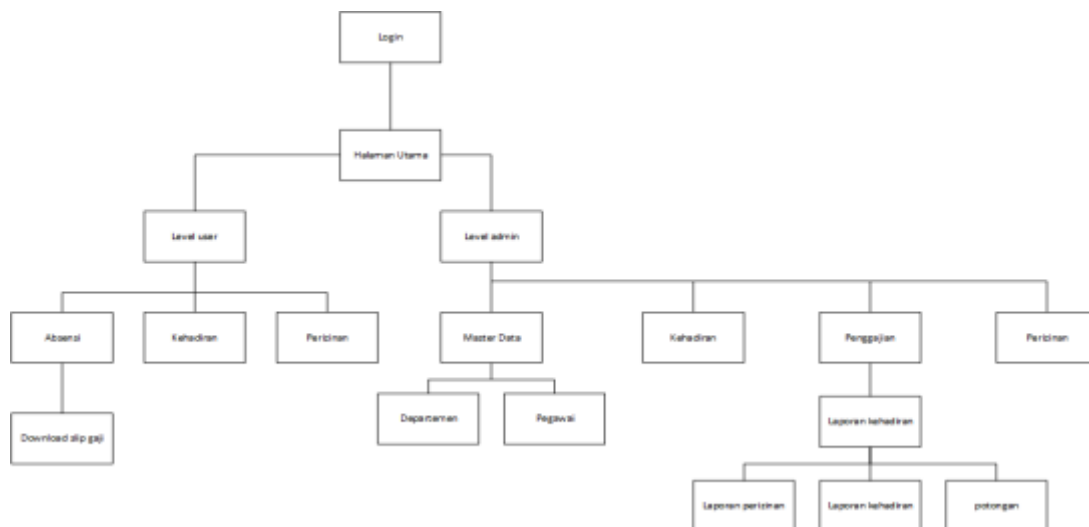 Login
Halaman Utama
Level user
Level admin
Absensi
Kehadiran
Perizinan
Master Data
Kehadiran
Penggajian
Perizinan
Departemen
Pegawai
Laporan kehadiran
Download slip gaji
Laporan perizinan
Laporan kehadiran
potongan